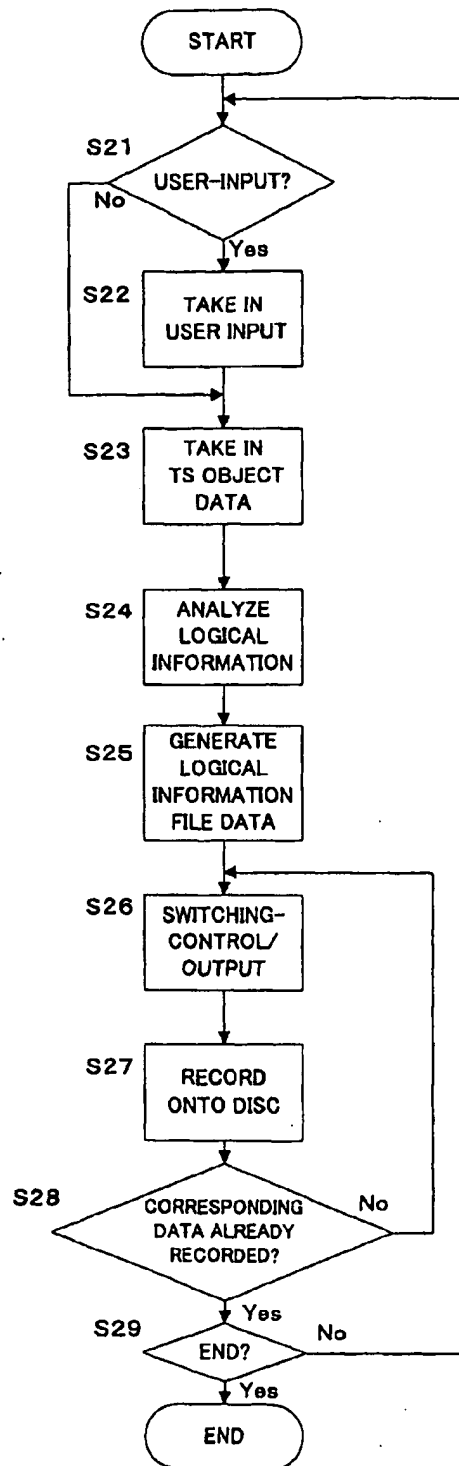 START
S21
USER-INPUT?
No
Yes
S22
TAKE IN
USER INPUT
S23
TAKE IN
TS OBJECT
DATA
S24
ANALYZE
LOGICAL
INFORMATION
S25
GENERATE
LOGICAL
INFORMATION
FILE DATA
S26
SWITCHING-
CONTROL/
OUTPUT
S27
RECORD
ONTO DISC
S28
CORRESPONDING
DATA ALREADY
RECORDED?
No
Yes
S29
END?
No
Yes
END